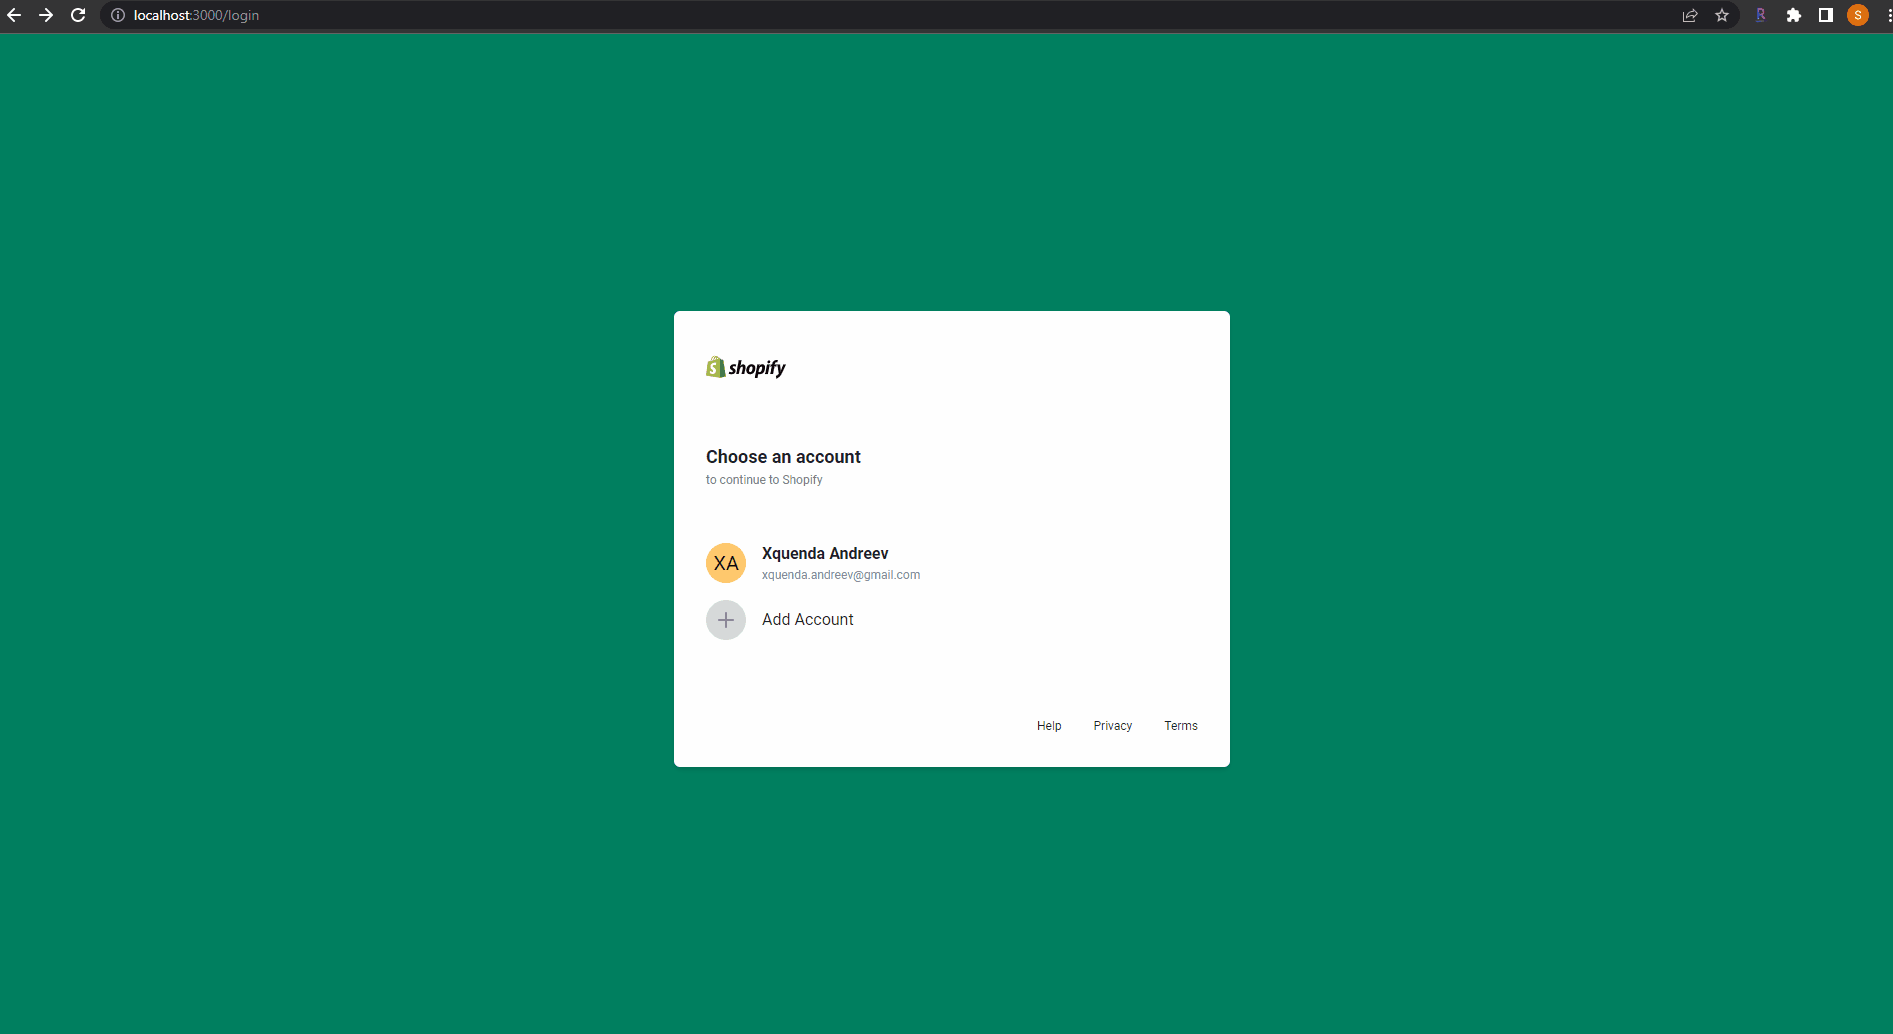 localhost:3000/login
S
shopify
Choose an account
to continue to Shopify
XA
Xquenda Andreev
xquenda.andreev@gmail.com
Add Account
Help Privacy Terms